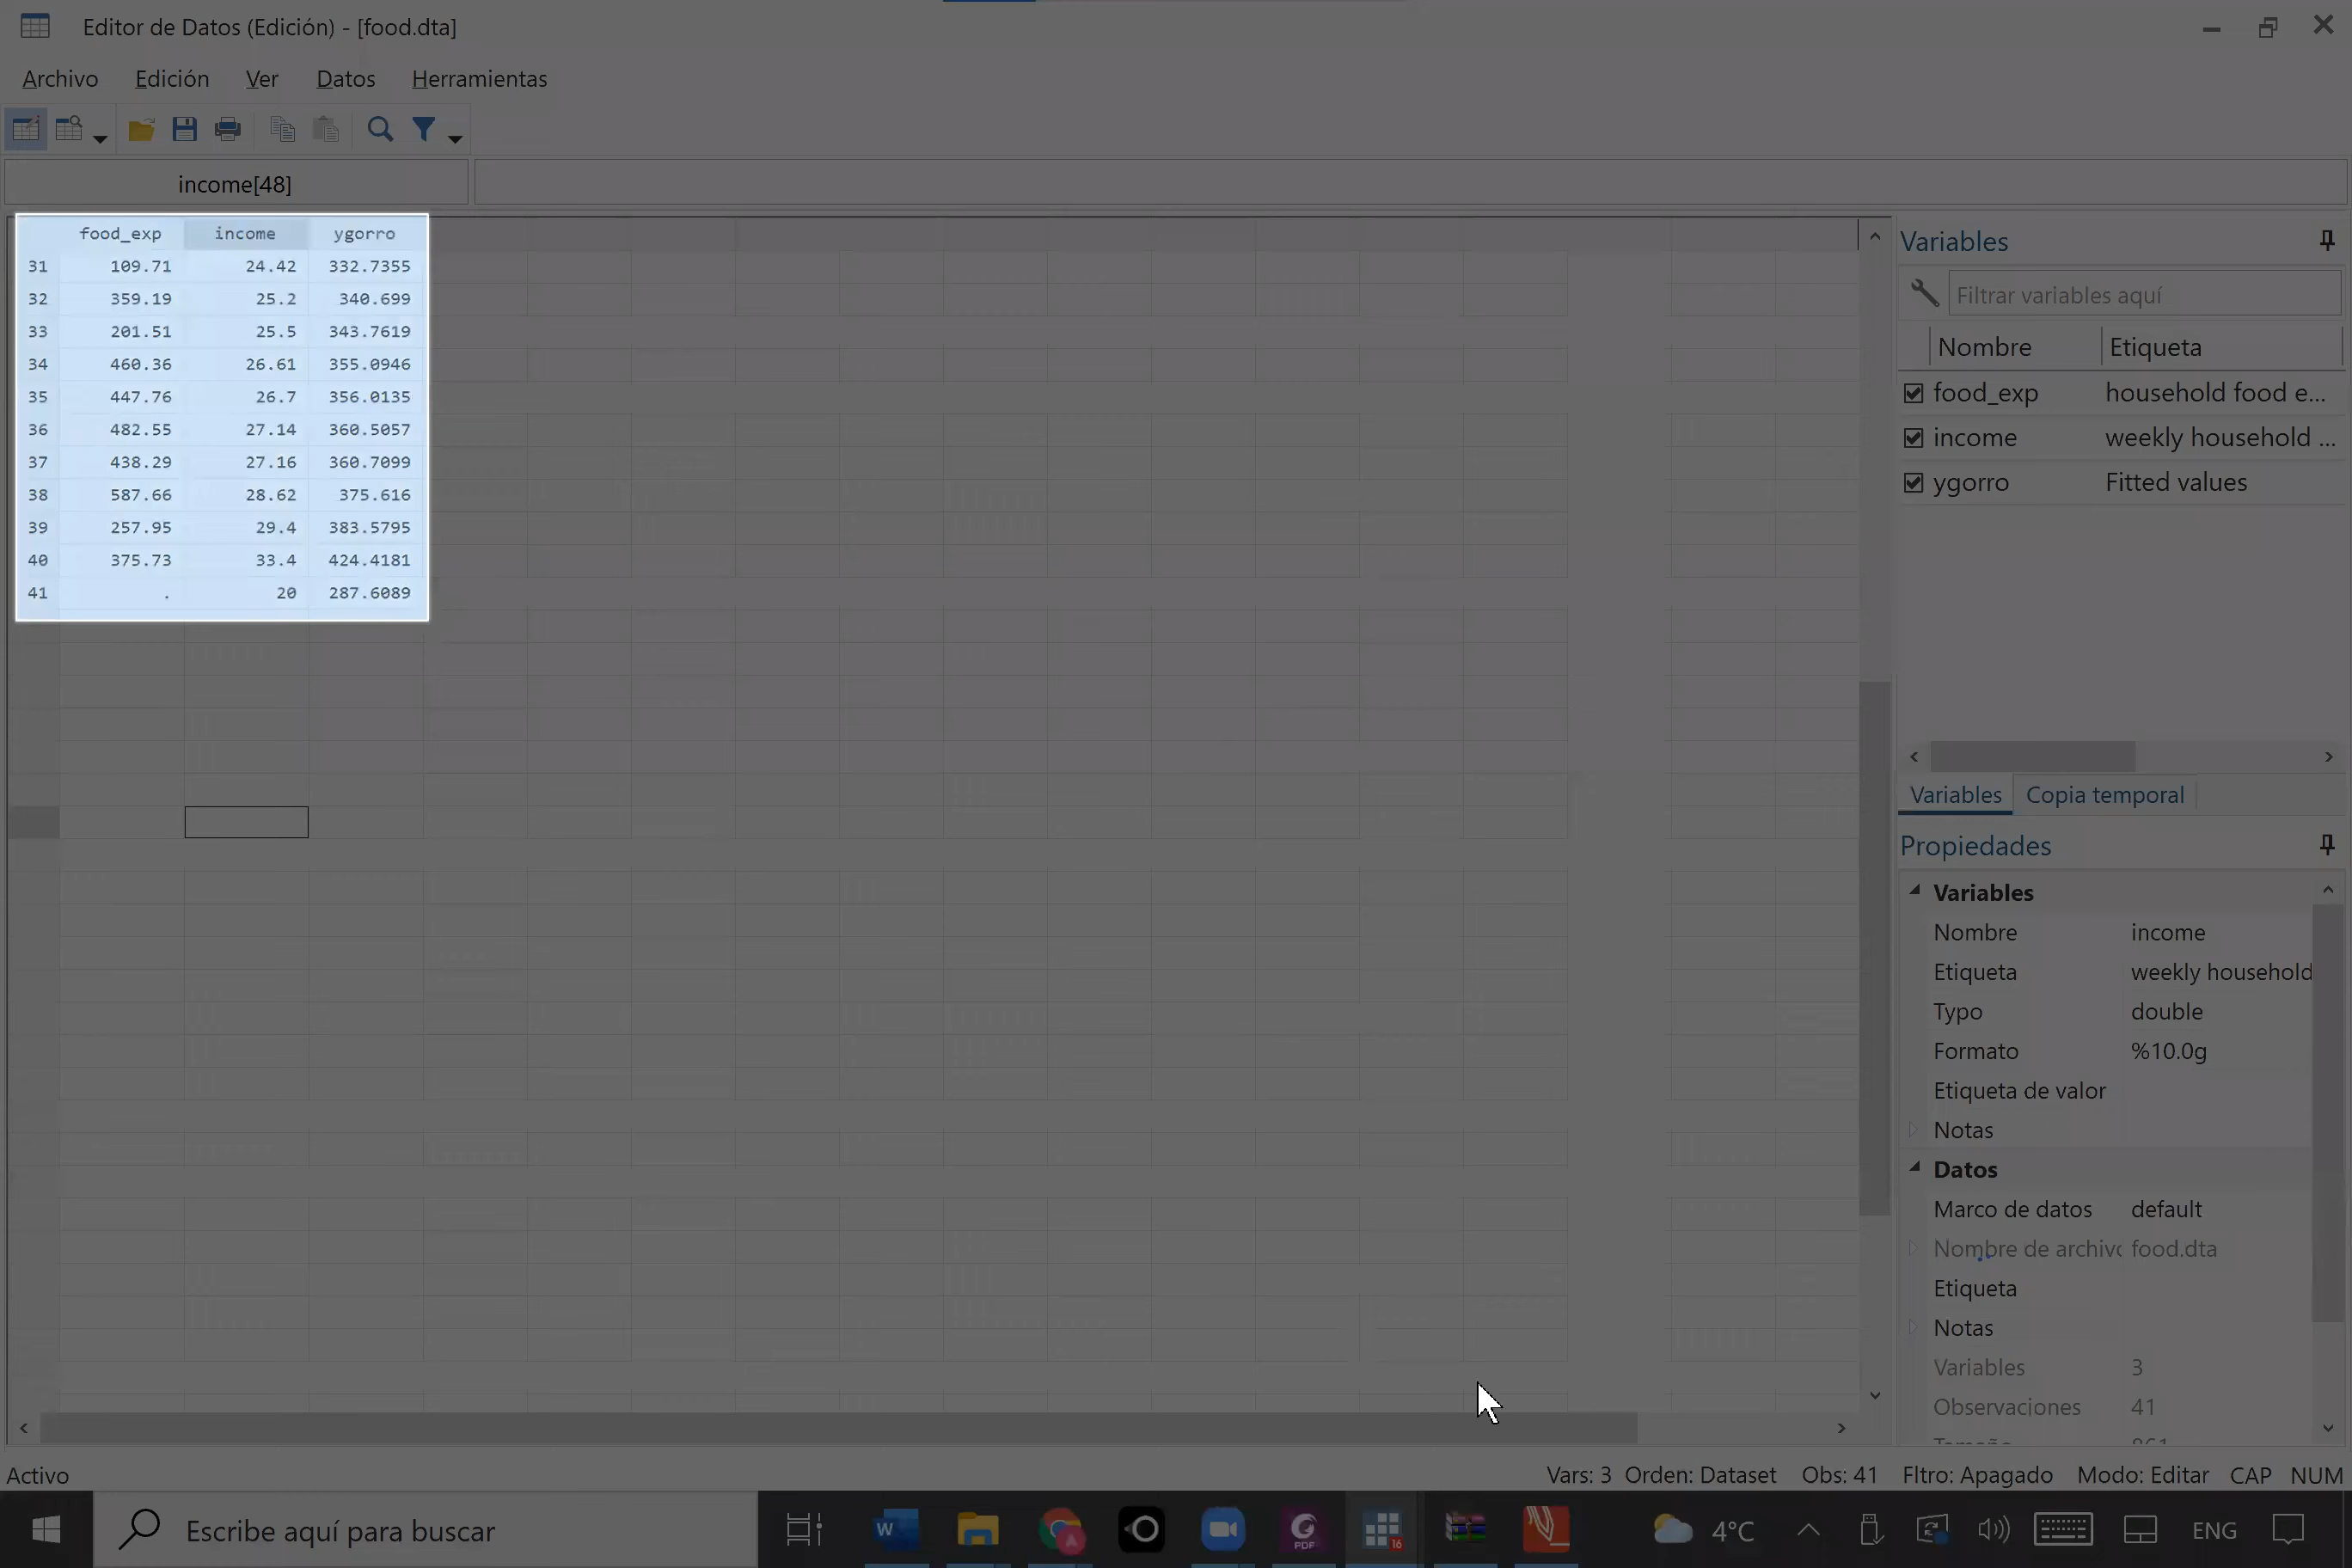 Editor de Datos (Edición) - [food.dta]
Archivo Edición Ver Datos Herramientas
income[48]
food_exp income ygorro
31 109.71 24.42 332.7355
32 359.19 25.2 340.699
33 201.51 25.5 343.7619
34 460.36 26.61 355.0946
35 447.76 26.7 356.0135
36 482.55 27.14 360.5057
37 438.29 27.16 360.7099
38 587.66 28.62 375.616
39 257.95 29.4 383.5795
40 375.73 33.4 424.4181
41 . 20 287.6089
Variables
Filtrar variables aquí
Nombre Etiqueta
food_exp household food e...
income weekly household ...
ygorro Fitted values
Variables Copia temporal
Propiedades
Variables
Nombre income
Etiqueta weekly household
Typo double
Formato %10.0g
Etiqueta de valor
Notas
Datos
Marco de datos default
Nombre de archivo food.dta
Etiqueta
Notas
Variables 3
Observaciones 41
Activo Vars: 3 Orden: Dataset Obs: 41 Fltro: Apagado Modo: Editar CAP NUM
Escribe aquí para buscar W PDF 16 4°C ENG